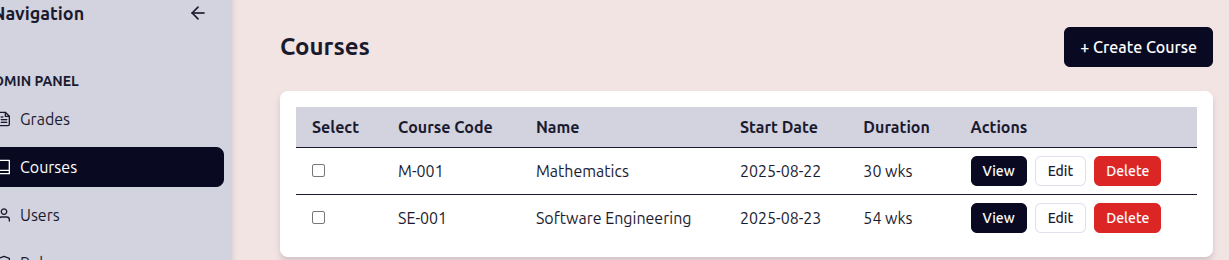 Navigation
Courses
+ Create Course
DMIN PANEL
Grades
Courses
Users
Select Course Code Name Start Date Duration Actions
M-001 Mathematics 2025-08-22 30 wks View Edit Delete
SE-001 Software Engineering 2025-08-23 54 wks View Edit Delete